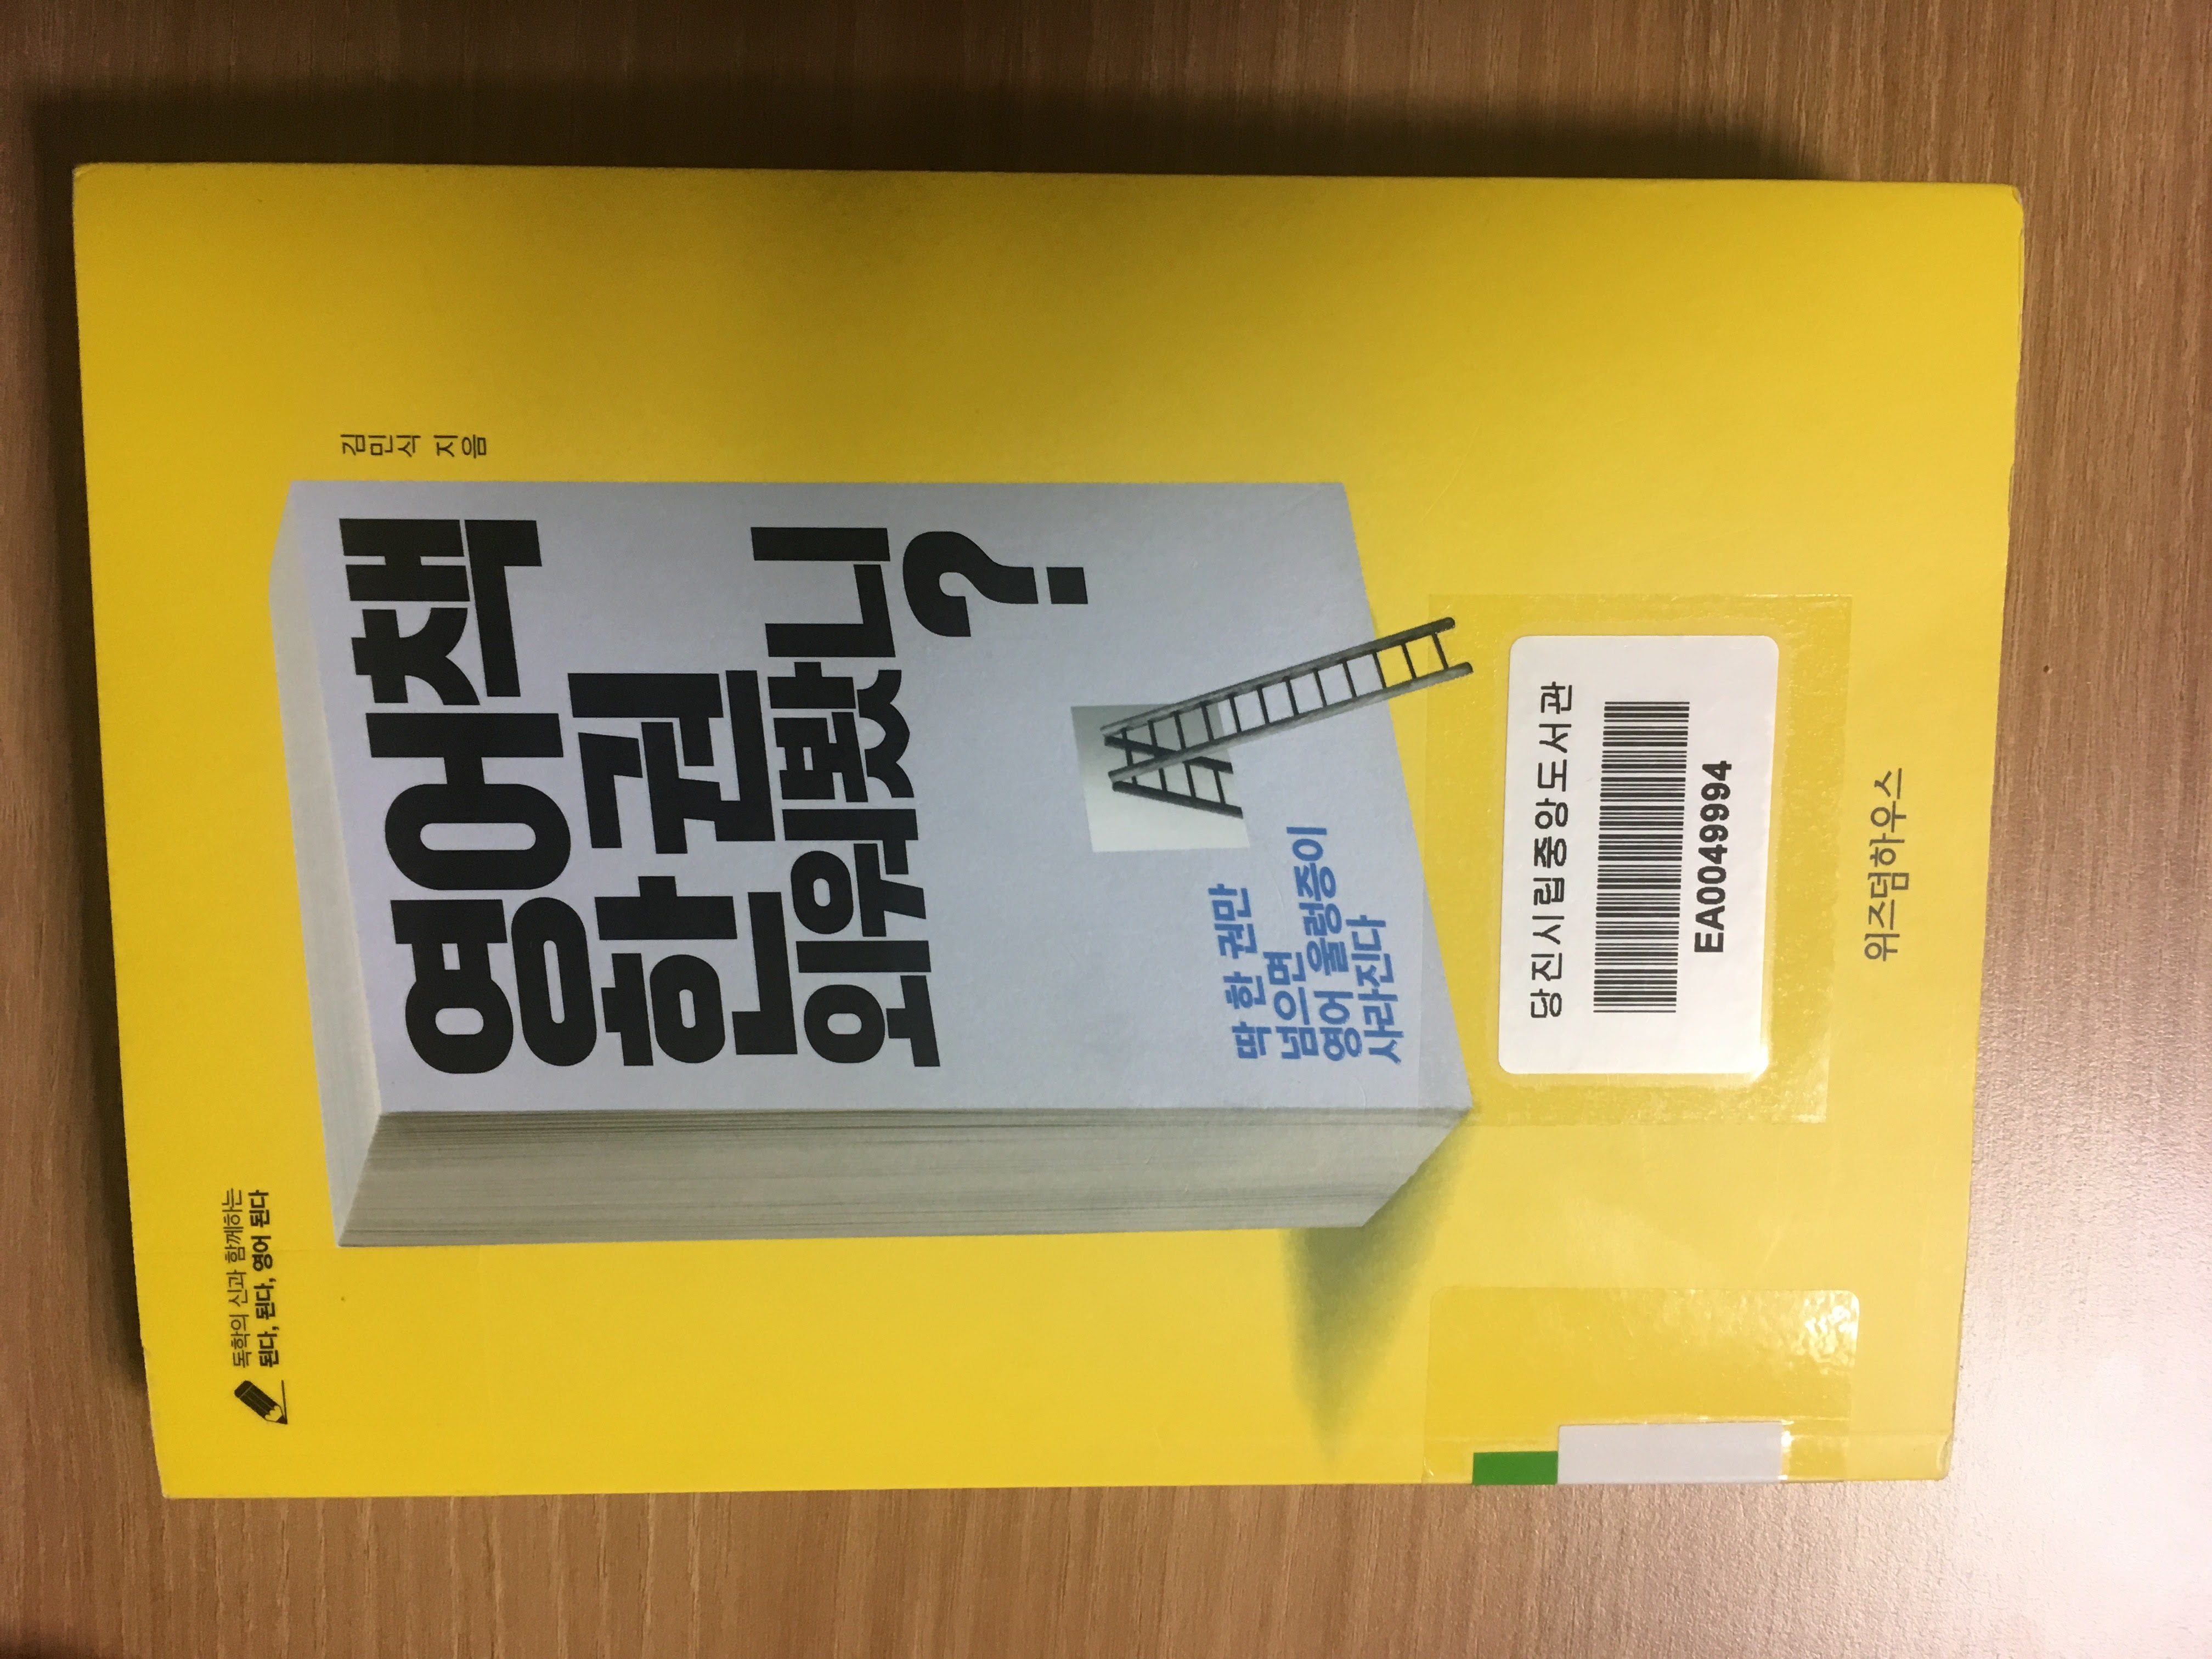 독학의 신과 함께하는
된다, 된다, 영어 된다
김민식 지음
영어책
한 권
외워봤니
?
딱 한 권만
넘으면
영어 울렁증이
사라진다
당진시립중앙도서관
EA0049994
위즈덤하우스